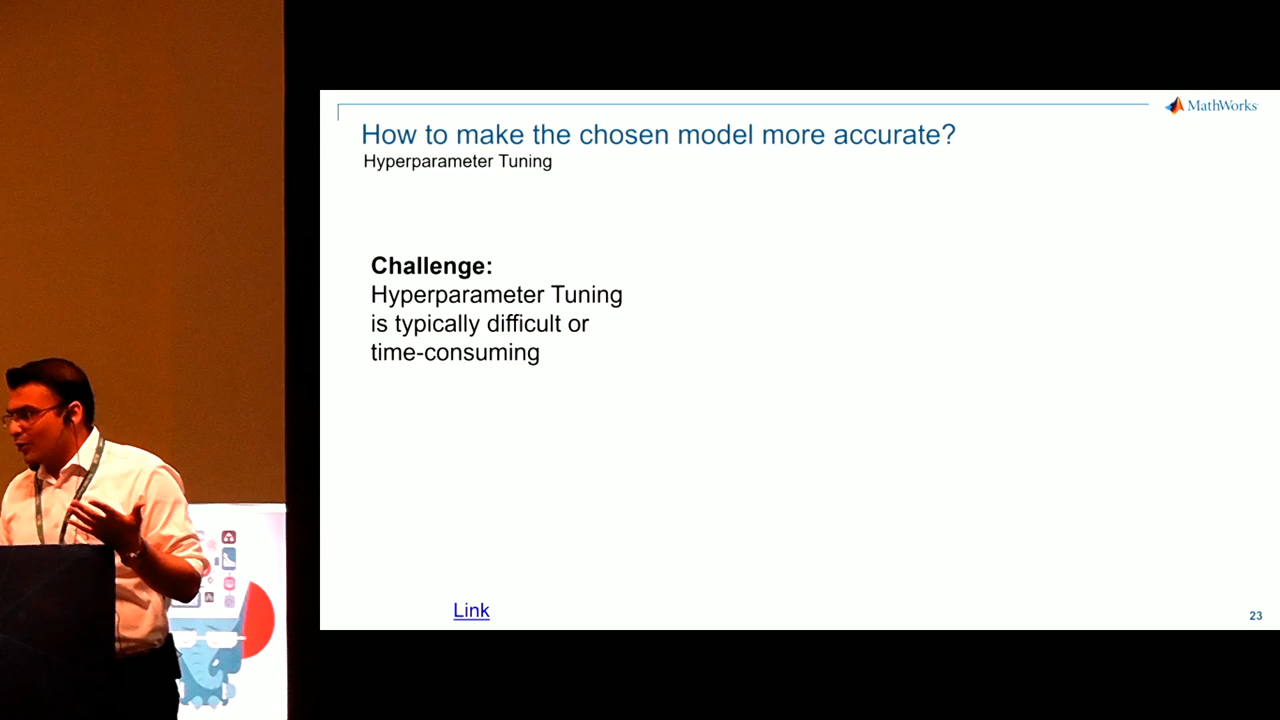 MathWorks
How to make the chosen model more accurate?
Hyperparameter Tuning
Challenge:
Hyperparameter Tuning
is typically difficult or
time-consuming
Link
23